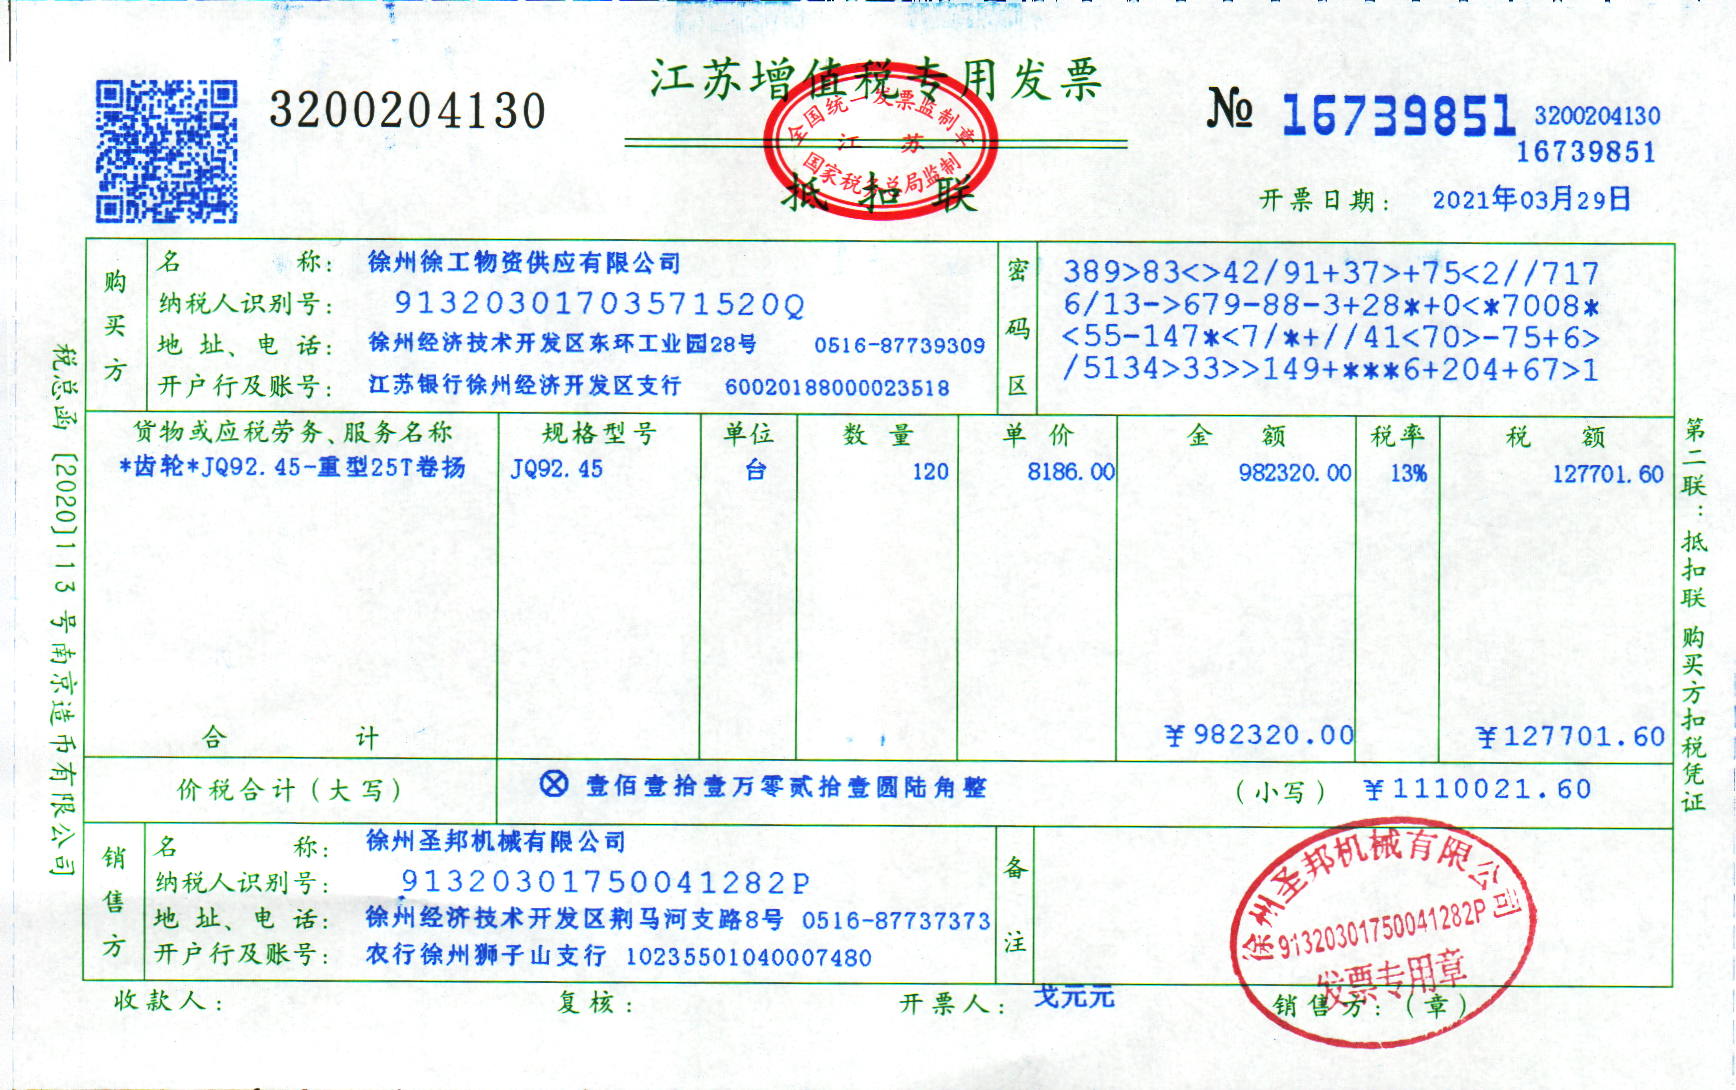 江苏增值税专用发票
3200204130
№ 16739851
3200204130
16739851
全国统一发票监制章
江苏
国家税务总局监制
抵扣联
开票日期: 2021年03月29日
购买方
名称: 徐州徐工物资供应有限公司
纳税人识别号: 91320301703571520Q
地址、电话: 徐州经济技术开发区东环工业园28号 0516-87739309
开户行及账号: 江苏银行徐州经济开发区支行 60020188000023518
密码区
389>83<>42/91+37>+75<2//717
6/13->679-88-3+28*+0<*7008*
<55-147*<7/*+//41<70>-75+6>
/5134>33>>149+***6+204+67>1
货物或应税劳务、服务名称 规格型号 单位 数量 单价 金额 税率 税额
*齿轮*JQ92.45-重型25T卷扬 JQ92.45 台 120 8186.00 982320.00 13% 127701.60
合计 ¥982320.00 ¥127701.60
价税合计(大写) ⊗壹佰壹拾壹万零贰拾壹圆陆角整 (小写) ¥1110021.60
销售方
名称: 徐州圣邦机械有限公司
纳税人识别号: 91320301750041282P
地址、电话: 徐州经济技术开发区荆马河支路8号 0516-87737373
开户行及账号: 农行徐州狮子山支行 10235501040007480
备注
徐州圣邦机械有限公司
91320301750041282P
发票专用章
收款人: 复核: 开票人: 戈元元 销售方:(章)
税总函[2020]113号南京造币有限公司
第二联:抵扣联 购买方扣税凭证